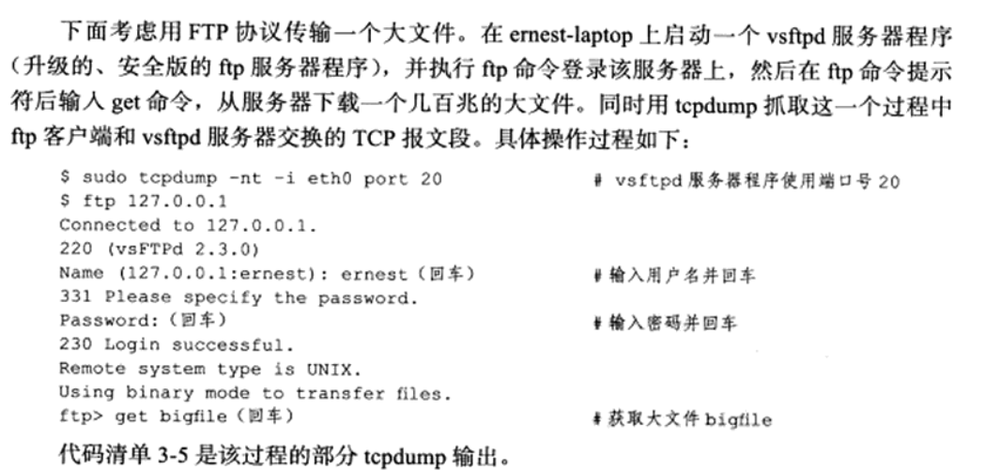 下面考虑用 FTP 协议传输一个大文件。在 ernest-laptop 上启动一个 vsftpd 服务器程序
（升级的、安全版的 ftp 服务器程序），并执行 ftp 命令登录该服务器上，然后在 ftp 命令提示
符后输入 get 命令，从服务器下载一个几百兆的大文件。同时用 tcpdump 抓取这一个过程中
ftp 客户端和 vsftpd 服务器交换的 TCP 报文段。具体操作过程如下：
$ sudo tcpdump -nt -i eth0 port 20 # vsftpd 服务器程序使用端口号 20
$ ftp 127.0.0.1
Connected to 127.0.0.1.
220 (vsFTPd 2.3.0)
Name (127.0.0.1:ernest): ernest（回车） # 输入用户名并回车
331 Please specify the password.
Password:（回车） # 输入密码并回车
230 Login successful.
Remote system type is UNIX.
Using binary mode to transfer files.
ftp> get bigfile（回车） # 获取大文件 bigfile
代码清单 3-5 是该过程的部分 tcpdump 输出。